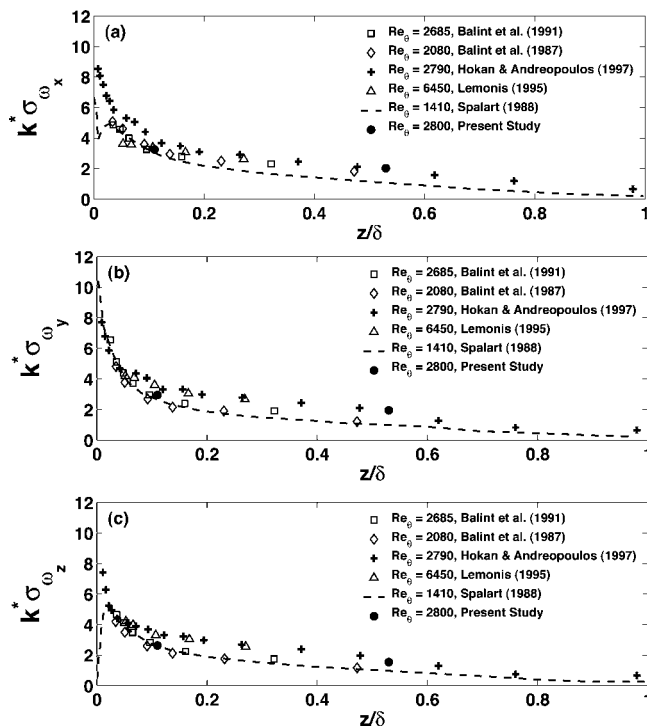 (a)
Re_θ = 2685, Balint et al. (1991)
Re_θ = 2080, Balint et al. (1987)
Re_θ = 2790, Hokan & Andreopoulos (1997)
Re_θ = 6450, Lemonis (1995)
Re_θ = 1410, Spalart (1988)
Re_θ = 2800, Present Study
k* σ_ω_x
12
10
8
6
4
2
0
0 0.2 0.4 0.6 0.8 1
z/δ
(b)
Re_θ = 2685, Balint et al. (1991)
Re_θ = 2080, Balint et al. (1987)
Re_θ = 2790, Hokan & Andreopoulos (1997)
Re_θ = 6450, Lemonis (1995)
Re_θ = 1410, Spalart (1988)
Re_θ = 2800, Present Study
k* σ_ω_y
12
10
8
6
4
2
0
0 0.2 0.4 0.6 0.8 1
z/δ
(c)
Re_θ = 2685, Balint et al. (1991)
Re_θ = 2080, Balint et al. (1987)
Re_θ = 2790, Hokan & Andreopoulos (1997)
Re_θ = 6450, Lemonis (1995)
Re_θ = 1410, Spalart (1988)
Re_θ = 2800, Present Study
k* σ_ω_z
12
10
8
6
4
2
0
0 0.2 0.4 0.6 0.8 1
z/δ